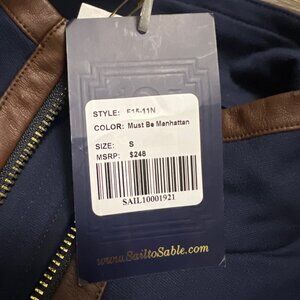 STYLE: F15-11N
COLOR: Must Be Manhattan
SIZE: S
MSRP: $248
SAIL10001921
www.SailtoSable.com